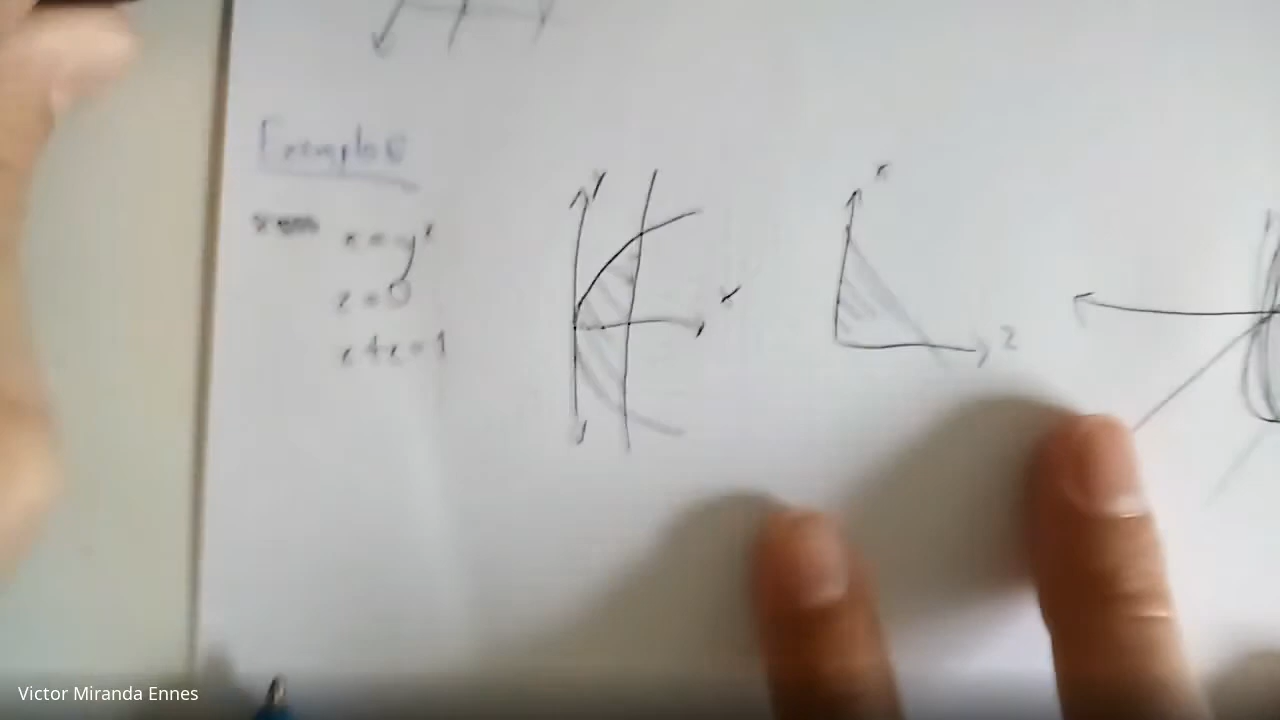 Exemplo
x = y²
z = 0
x + z = 1
y
x
x
z
Victor Miranda Ennes